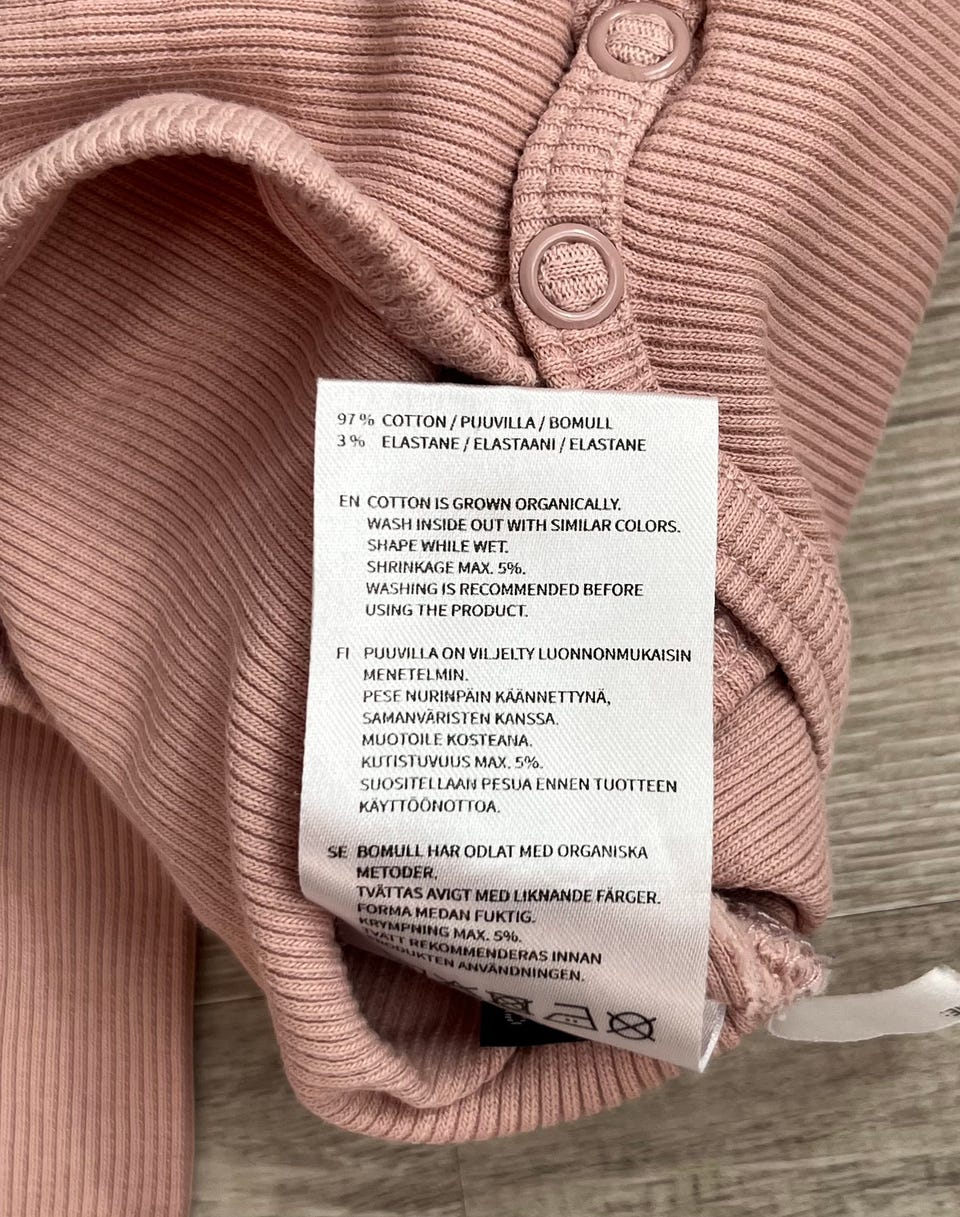 97 % COTTON / PUUVILLA / BOMULL
3 % ELASTANE / ELASTAANI / ELASTANE
EN COTTON IS GROWN ORGANICALLY.
WASH INSIDE OUT WITH SIMILAR COLORS.
SHAPE WHILE WET.
SHRINKAGE MAX. 5%.
WASHING IS RECOMMENDED BEFORE
USING THE PRODUCT.
FI PUUVILLA ON VILJELTY LUONNONMUKAISIN
MENETELMIN.
PESE NURINPÄIN KÄÄNNETTYNÄ,
SAMANVÄRISTEN KANSSA.
MUOTOILE KOSTEANA.
KUTISTUVUUS MAX. 5%.
SUOSITELLAAN PESUA ENNEN TUOTTEEN
KÄYTTÖÖNOTTOA.
SE BOMULL HAR ODLAT MED ORGANISKA
METODER.
TVÄTTAS AVIGT MED LIKNANDE FÄRGER.
FORMA MEDAN FUKTIG.
KRYMPNING MAX. 5%.
TVÄTT REKOMMENDERAS INNAN
PRODUKTEN ANVÄNDNINGEN.